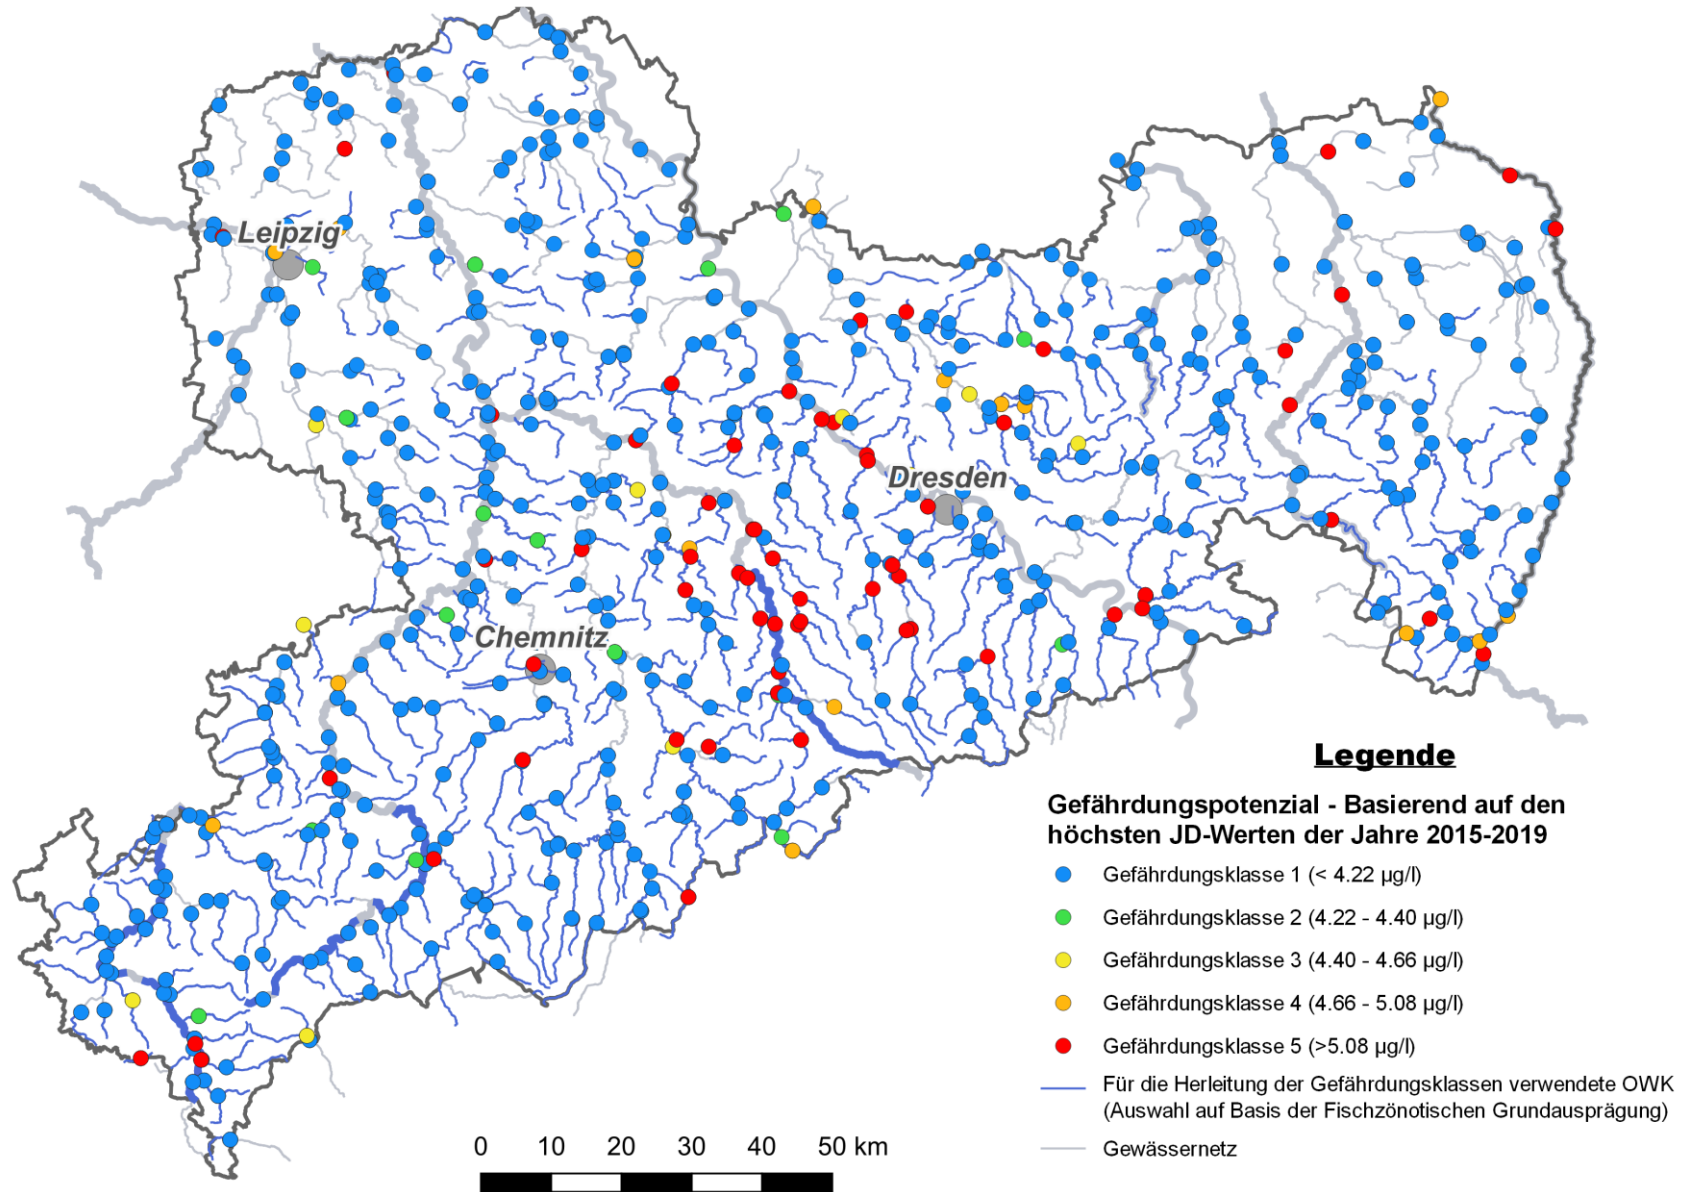 Leipzig
Dresden
Chemnitz
Legende
Gefährdungspotenzial - Basierend auf den
höchsten JD-Werten der Jahre 2015-2019
Gefährdungsklasse 1 (< 4.22 µg/l)
Gefährdungsklasse 2 (4.22 - 4.40 µg/l)
Gefährdungsklasse 3 (4.40 - 4.66 µg/l)
Gefährdungsklasse 4 (4.66 - 5.08 µg/l)
Gefährdungsklasse 5 (>5.08 µg/l)
Für die Herleitung der Gefährdungsklassen verwendete OWK
(Auswahl auf Basis der Fischzönotischen Grundausprägung)
Gewässernetz
0 10 20 30 40 50 km